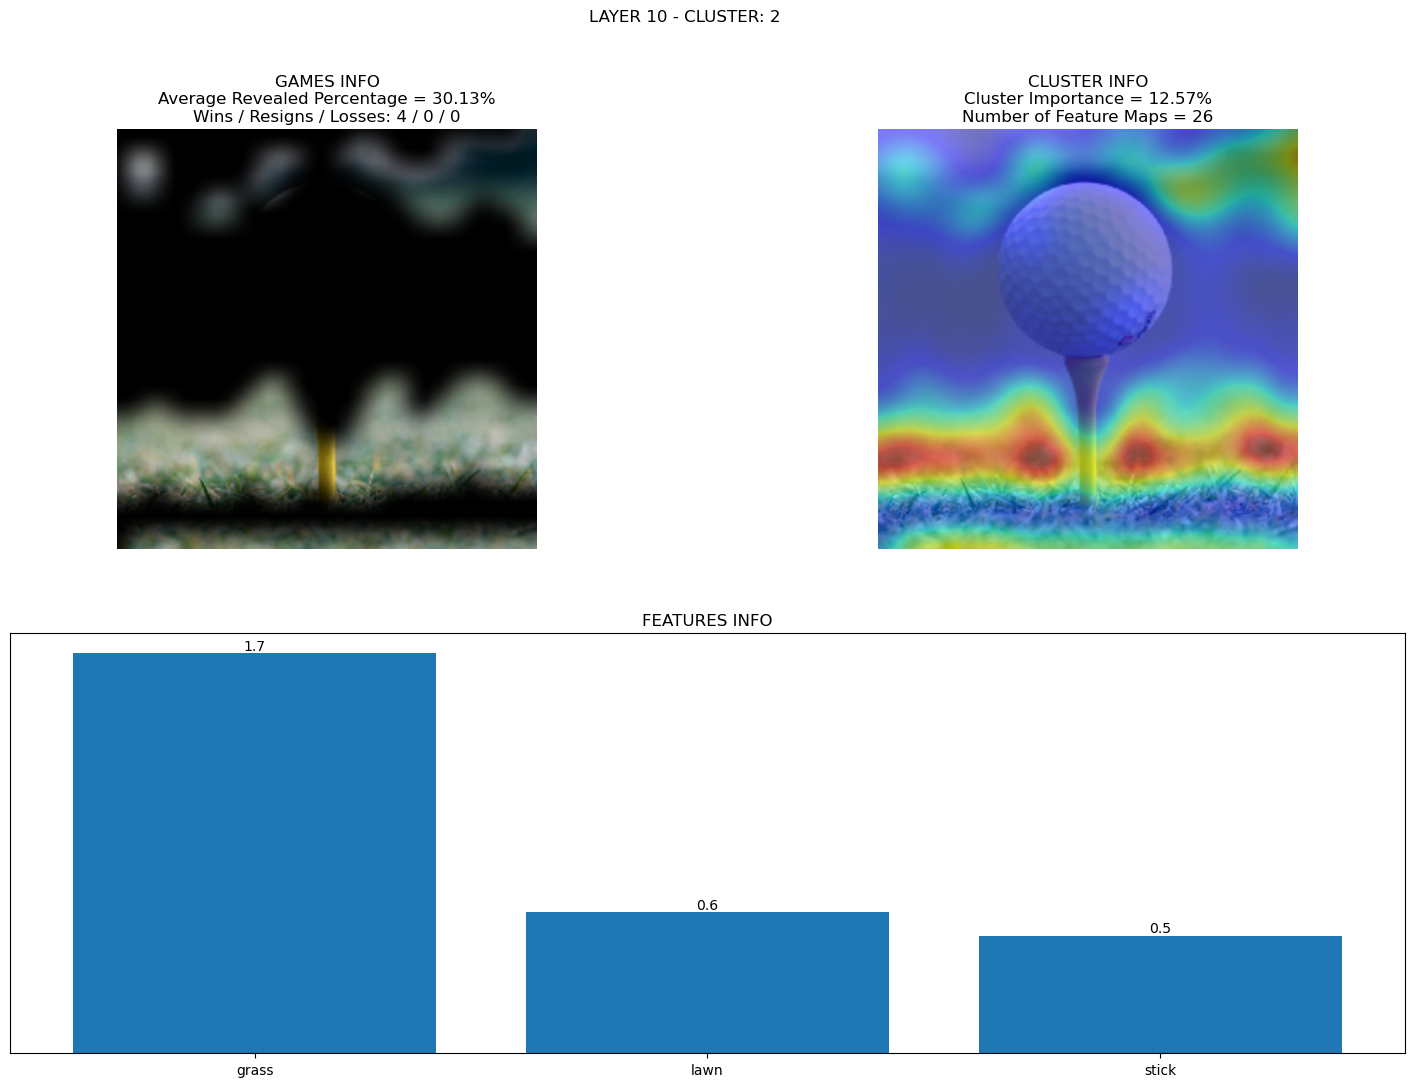 LAYER 10 - CLUSTER: 2
GAMES INFO
Average Revealed Percentage = 30.13%
Wins / Resigns / Losses: 4 / 0 / 0
CLUSTER INFO
Cluster Importance = 12.57%
Number of Feature Maps = 26
FEATURES INFO
1.7
0.6
0.5
grass
lawn
stick